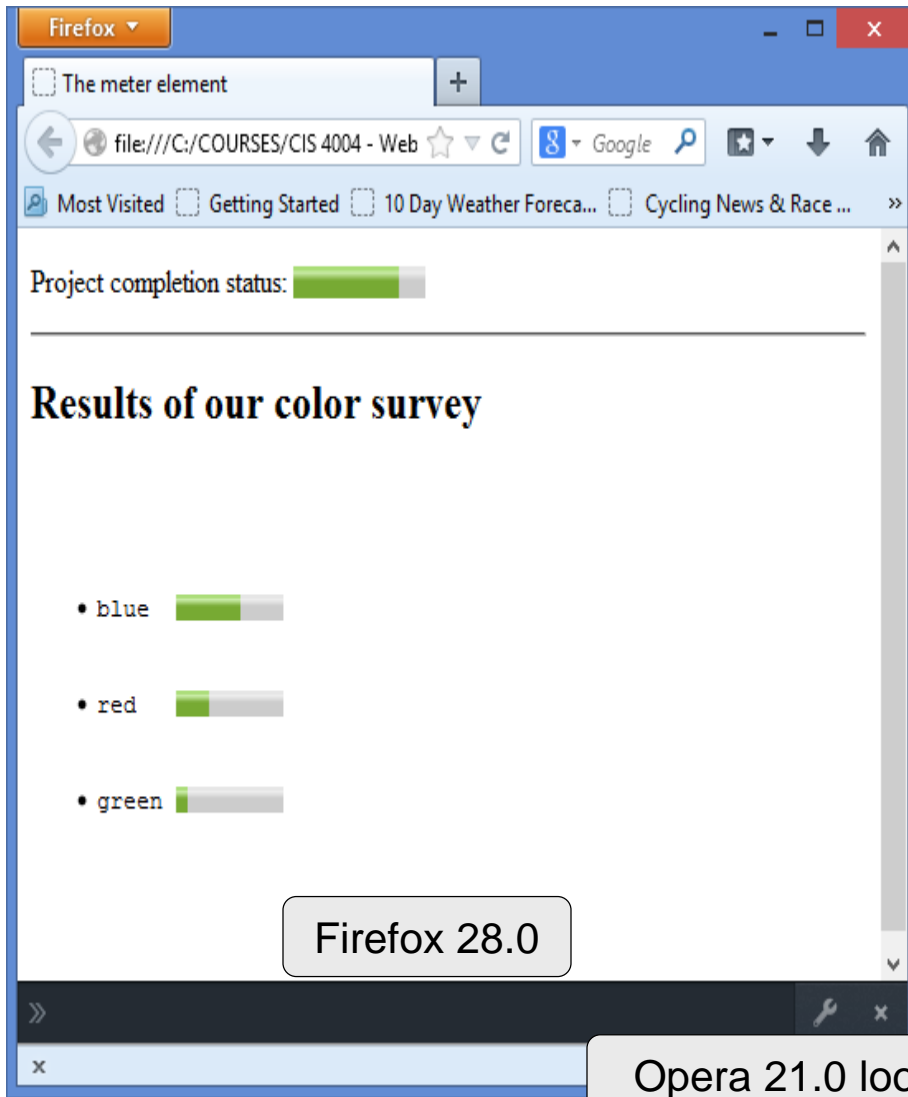 Firefox
The meter element
file:///C:/COURSES/CIS 4004 - Web
Google
Most Visited Getting Started 10 Day Weather Foreca... Cycling News & Race ...
Project completion status:
Results of our color survey
• blue
• red
• green
Firefox 28.0
Opera 21.0